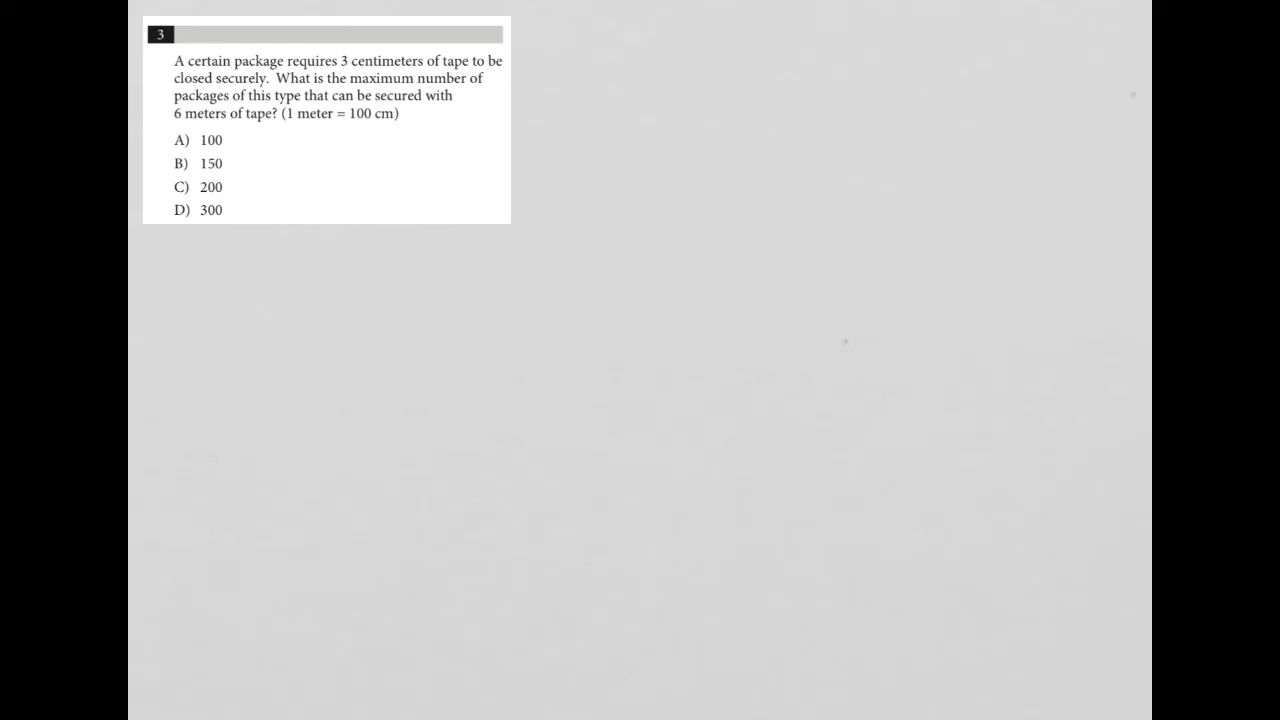 3
A certain package requires 3 centimeters of tape to be
closed securely. What is the maximum number of
packages of this type that can be secured with
6 meters of tape? (1 meter = 100 cm)
A) 100
B) 150
C) 200
D) 300